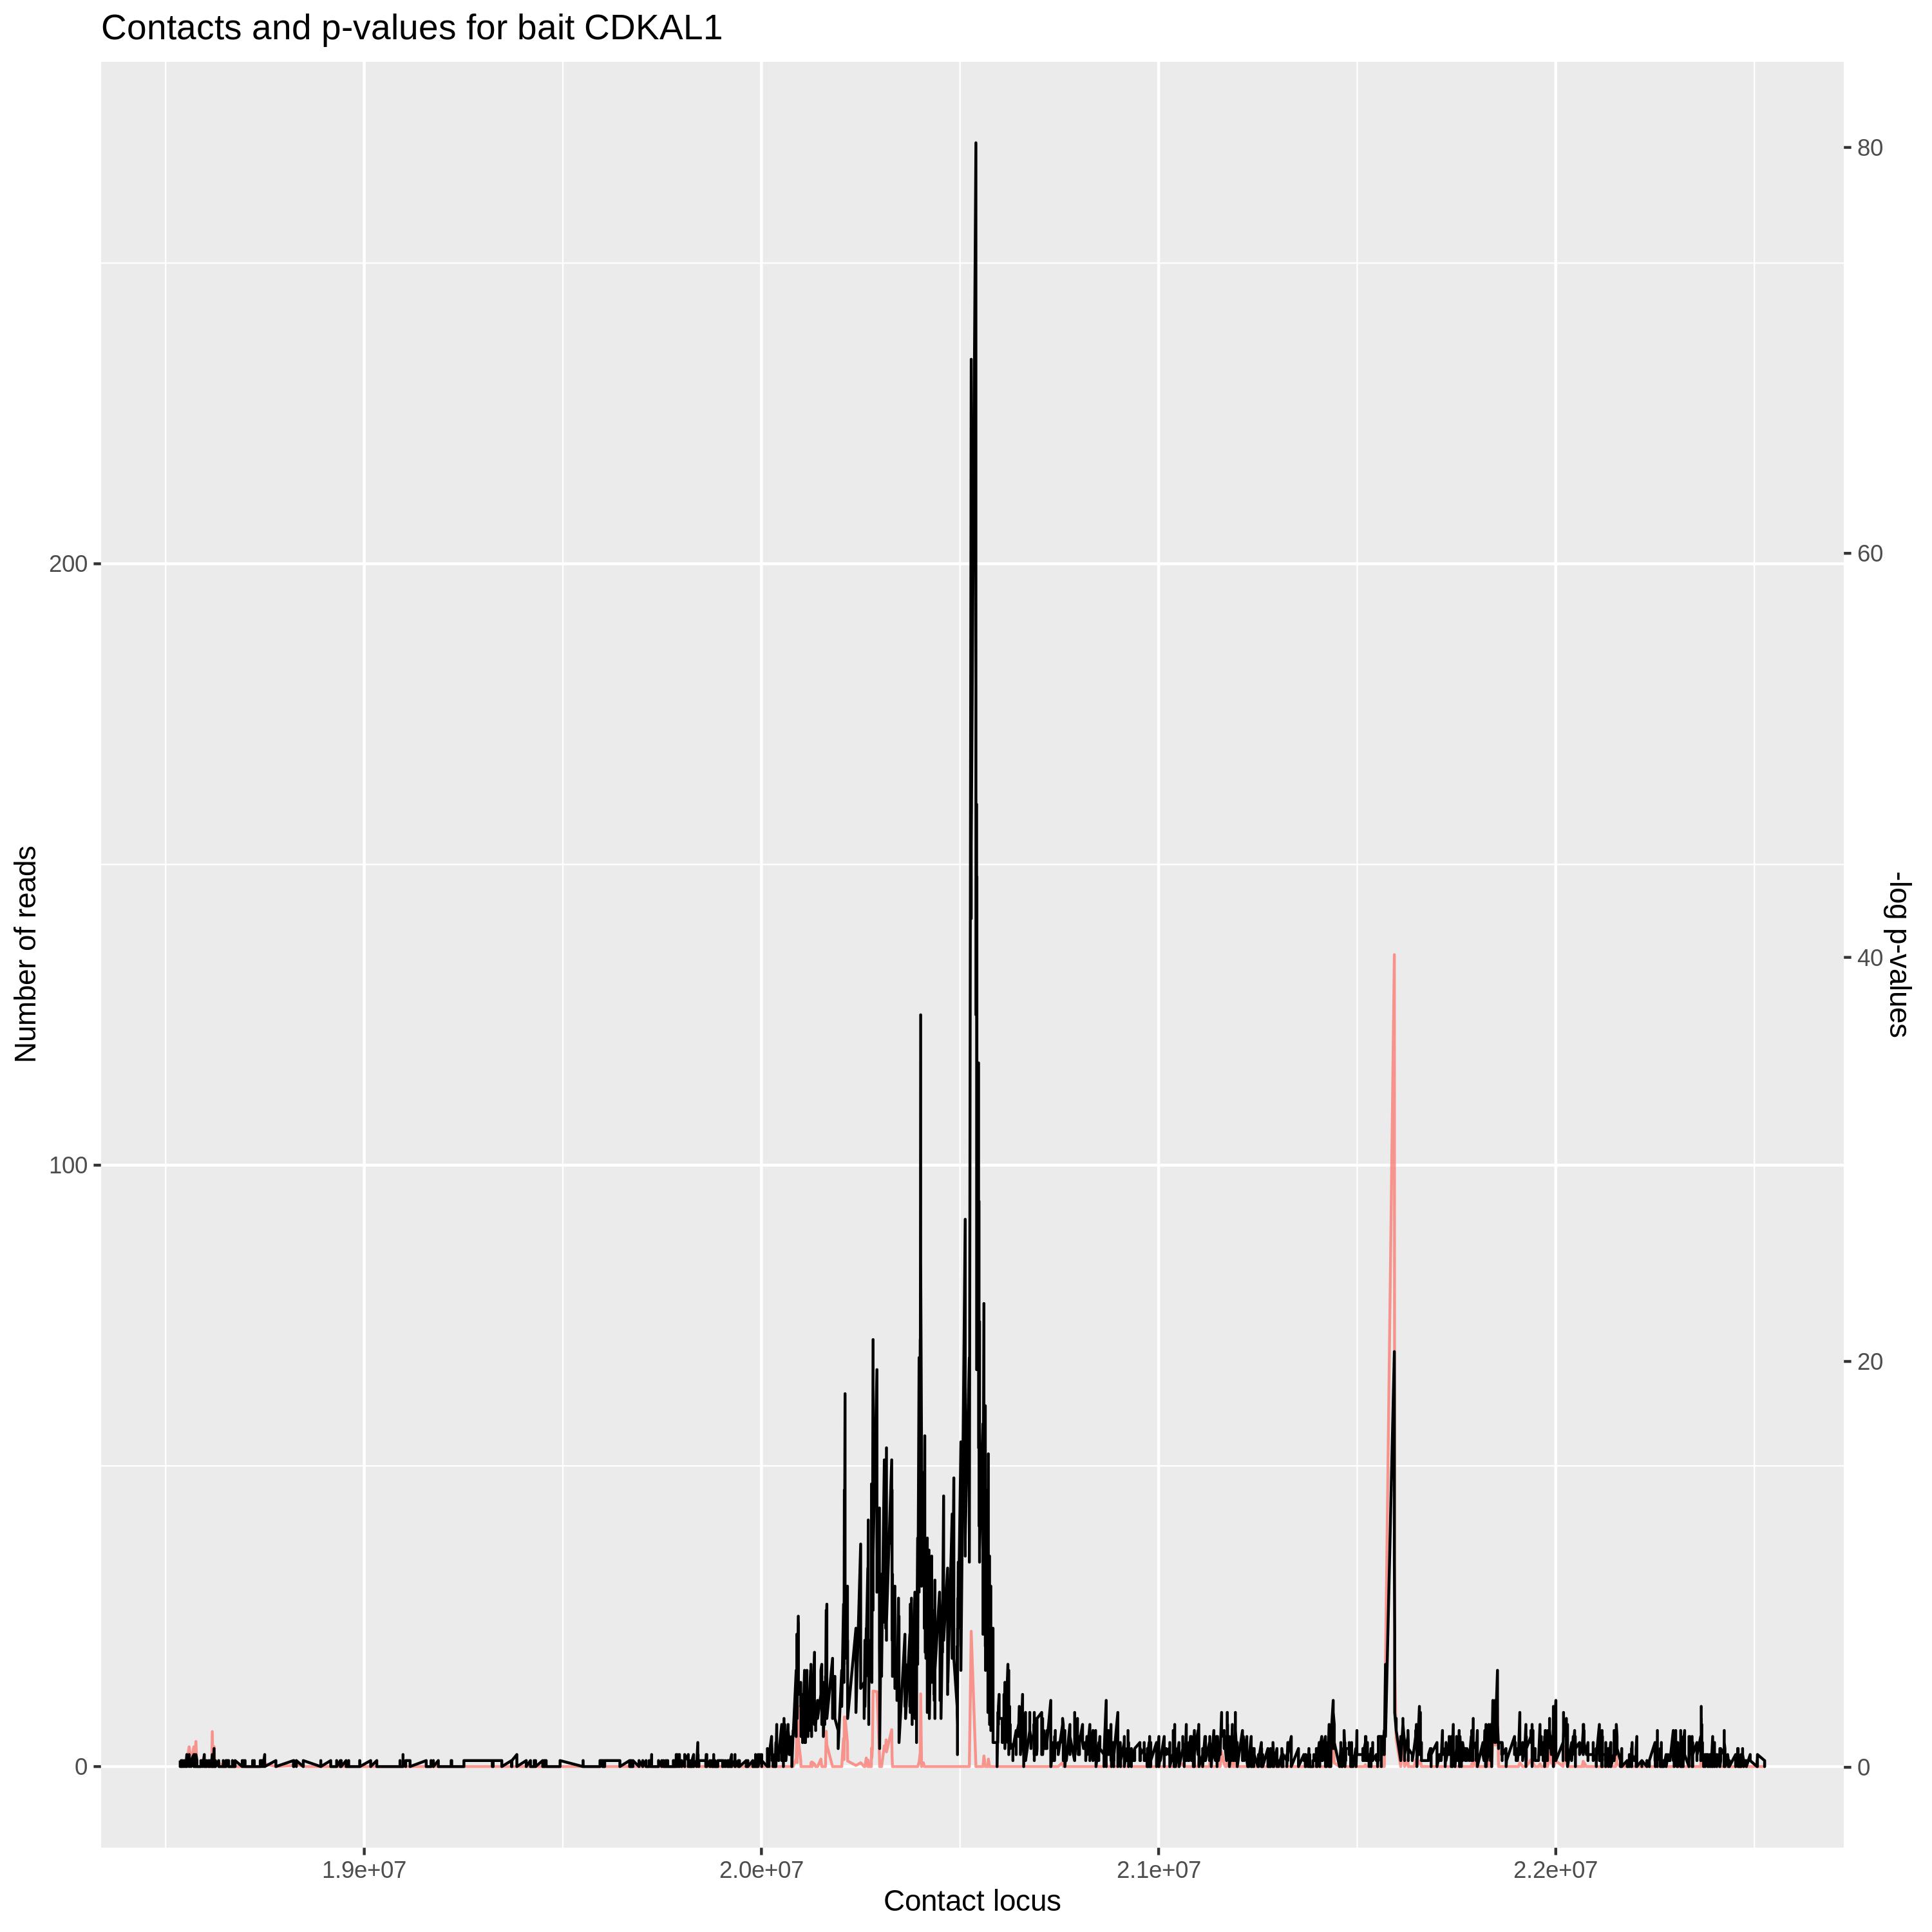 Contacts and p-values for bait CDKAL1
Number of reads
200
100
0
80
60
40
20
0
-log p-values
1.9e+07
2.0e+07
2.1e+07
2.2e+07
Contact locus